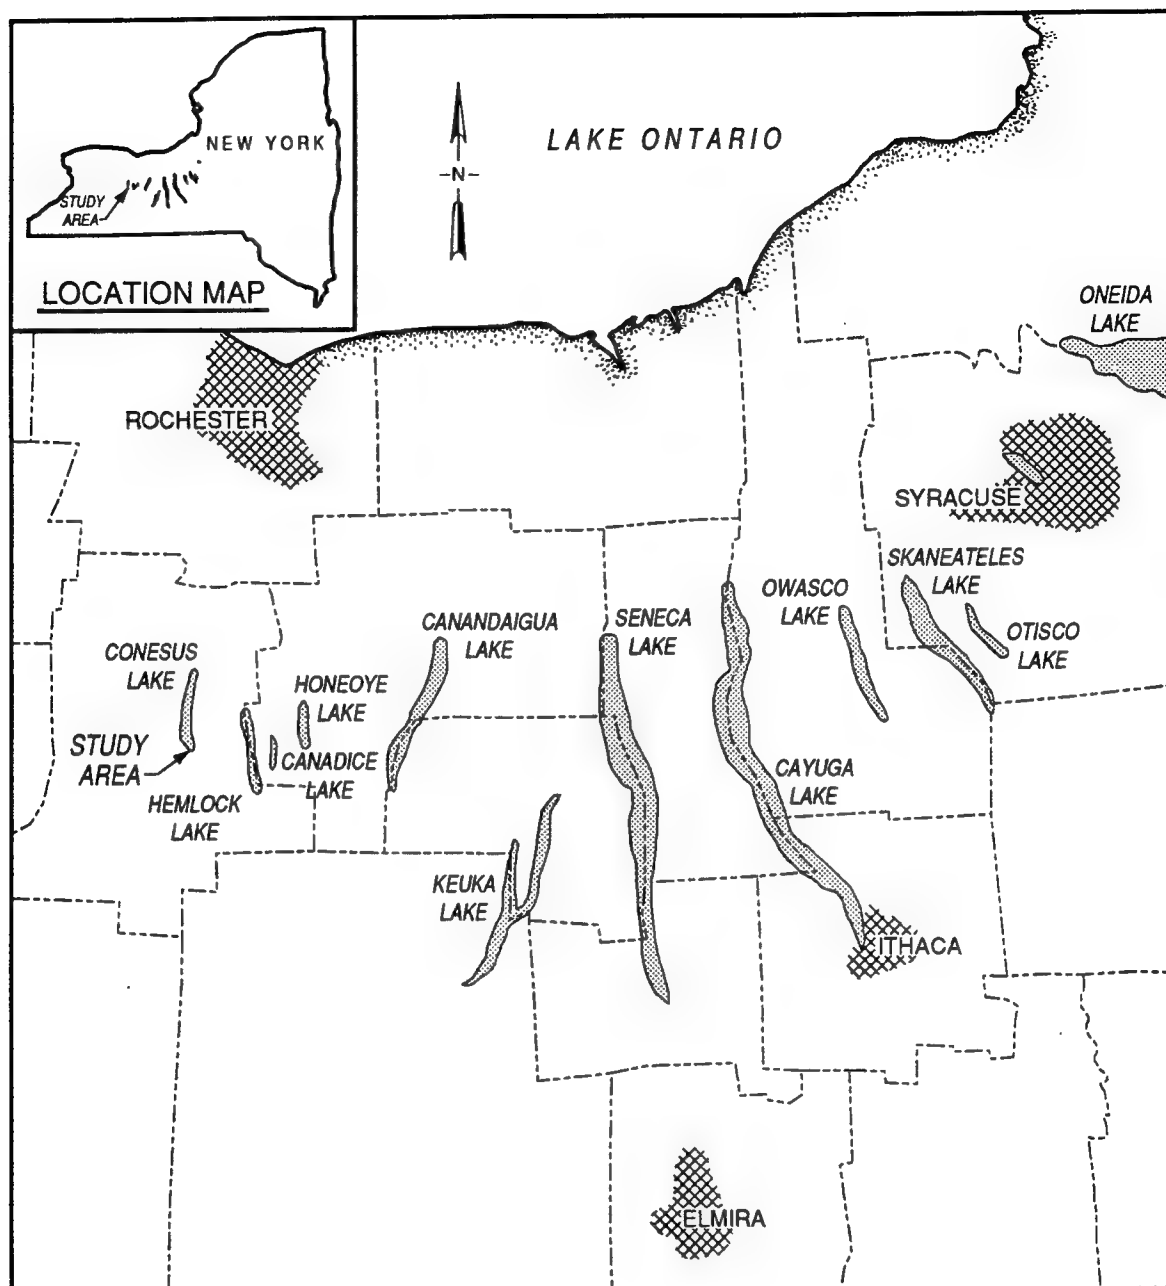 NEW YORK
STUDY
AREA
LOCATION MAP
-N-
LAKE ONTARIO
ONEIDA
LAKE
ROCHESTER
SYRACUSE
SKANEATELES
LAKE
OWASCO
LAKE
OTISCO
LAKE
CANANDAIGUA
LAKE
SENECA
LAKE
CONESUS
LAKE
HONEOYE
LAKE
STUDY
AREA
CANADICE
LAKE
HEMLOCK
LAKE
CAYUGA
LAKE
KEUKA
LAKE
ITHACA
ELMIRA